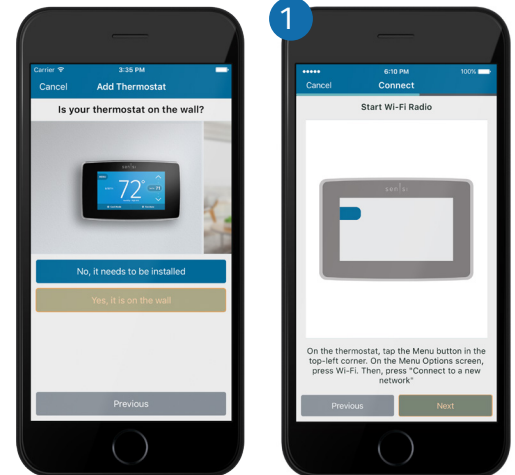 Carrier 3:35 PM
Cancel Add Thermostat
Is your thermostat on the wall?
sensi
72°
No, it needs to be installed
Yes, it is on the wall
Previous
1
6:10 PM 100%
Cancel Connect
Start Wi-Fi Radio
sensi
On the thermostat, tap the Menu button in the
top-left corner. On the Menu Options screen,
press Wi-Fi. Then, press "Connect to a new
network"
Previous Next